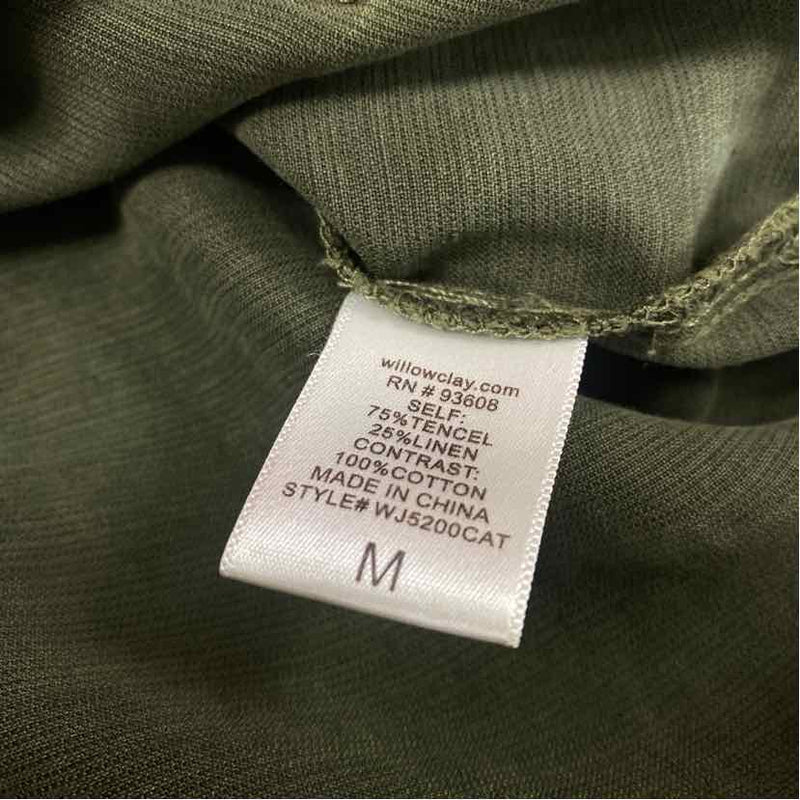 willowclay.com
RN # 93608
SELF:
75%TENCEL
25%LINEN
CONTRAST:
100%COTTON
MADE IN CHINA
STYLE# WJ5200CAT
M